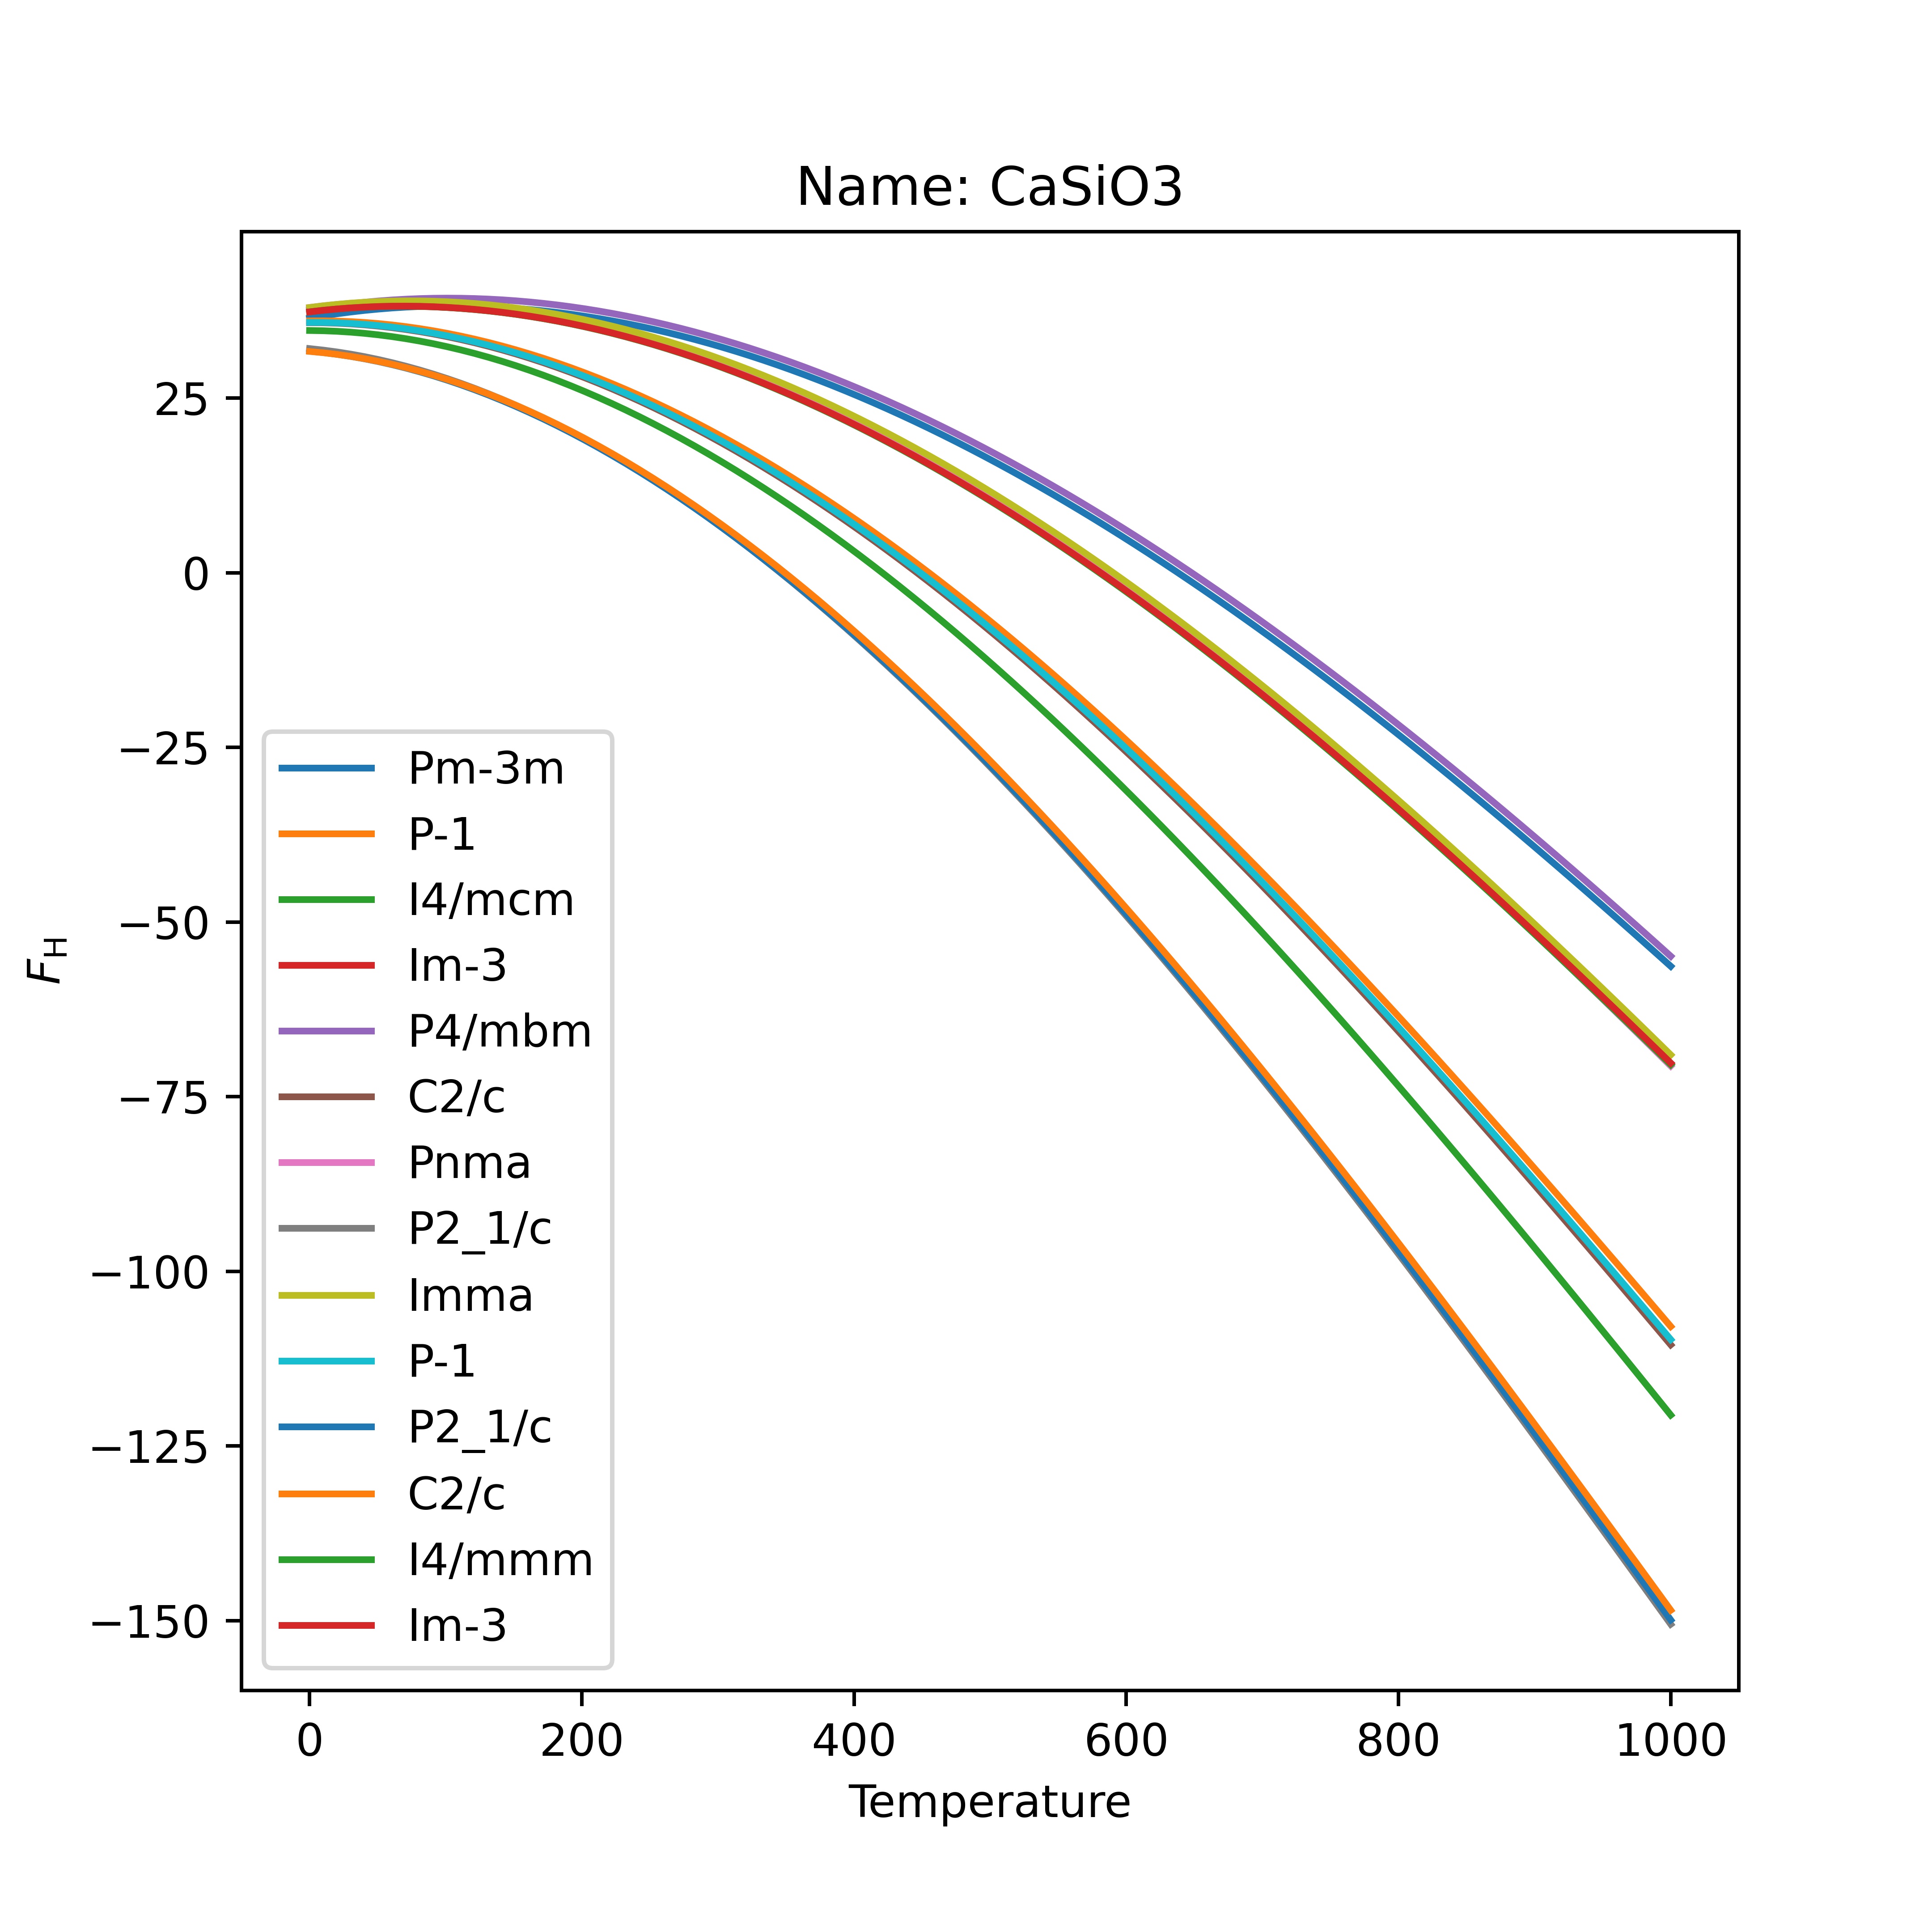 Name: CaSiO3
F_H
25
0
−25
−50
−75
−100
−125
−150
Pm-3m
P-1
I4/mcm
Im-3
P4/mbm
C2/c
Pnma
P2_1/c
Imma
P-1
P2_1/c
C2/c
I4/mmm
Im-3
0 200 400 600 800 1000
Temperature